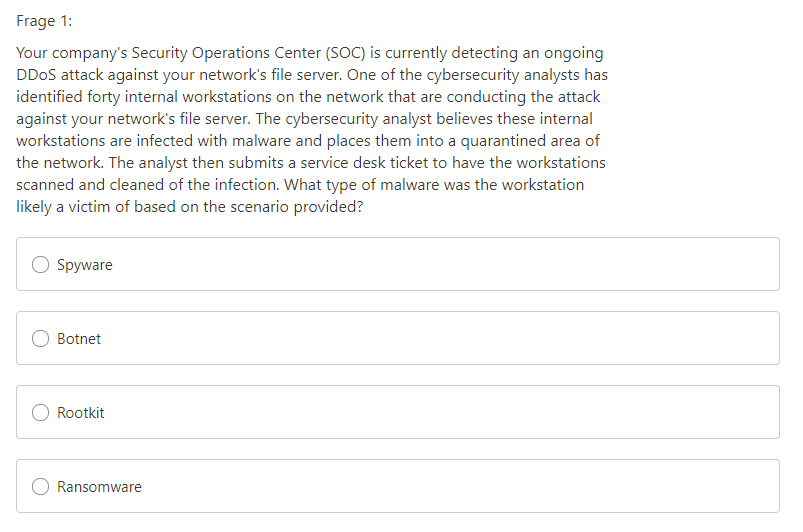 Frage 1:
Your company's Security Operations Center (SOC) is currently detecting an ongoing
DDoS attack against your network's file server. One of the cybersecurity analysts has
identified forty internal workstations on the network that are conducting the attack
against your network's file server. The cybersecurity analyst believes these internal
workstations are infected with malware and places them into a quarantined area of
the network. The analyst then submits a service desk ticket to have the workstations
scanned and cleaned of the infection. What type of malware was the workstation
likely a victim of based on the scenario provided?
Spyware
Botnet
Rootkit
Ransomware